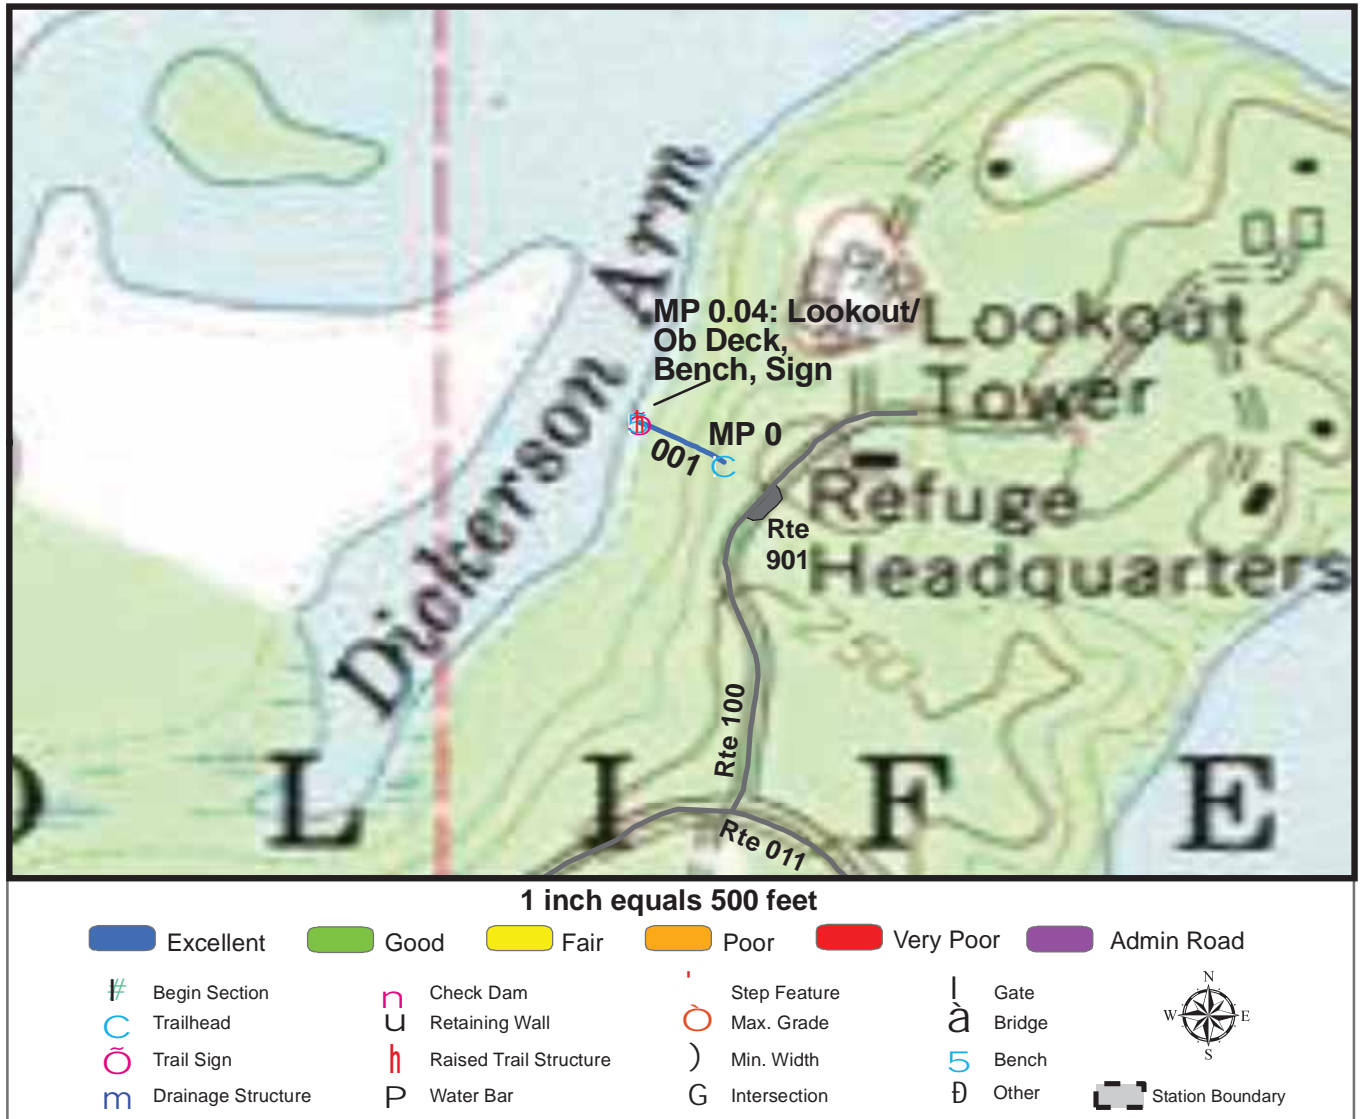 Dickerson Arm
MP 0.04: Lookout/
Ob Deck,
Bench, Sign
Lookout
Tower
MP 0
001
Refuge
Headquarters
Rte
901
250
Rte 100
Rte 011
D L I F E
1 inch equals 500 feet
Excellent
Good
Fair
Poor
Very Poor
Admin Road
Begin Section
Check Dam
Step Feature
Gate
Trailhead
Retaining Wall
Max. Grade
Bridge
Trail Sign
Raised Trail Structure
Min. Width
Bench
Drainage Structure
Water Bar
Intersection
Other
Station Boundary
N
W E
S